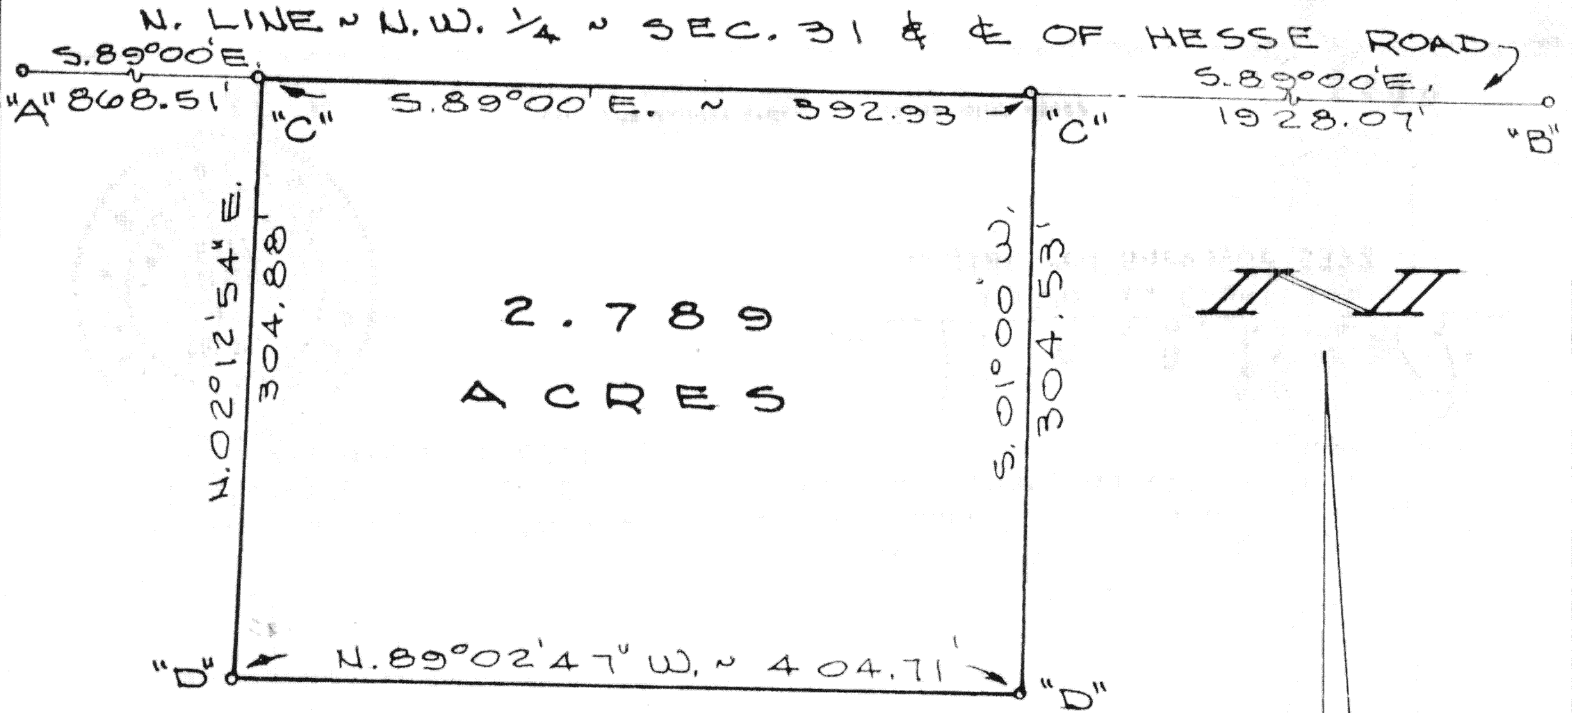 N. LINE ~ N.W. 1/4 ~ SEC. 31 & ℄ OF HESSE ROAD
S.89°00'E.
"A" 868.51'
"C"
S.89°00'E. ~ 392.93'
"C"
S.89°00'E.
1928.07'
"B"
N.02°12'54"E.
304.88'
2.789
ACRES
S.01°00'W.
304.53'
N
"D"
N.89°02'47"W. ~ 404.71'
"D"